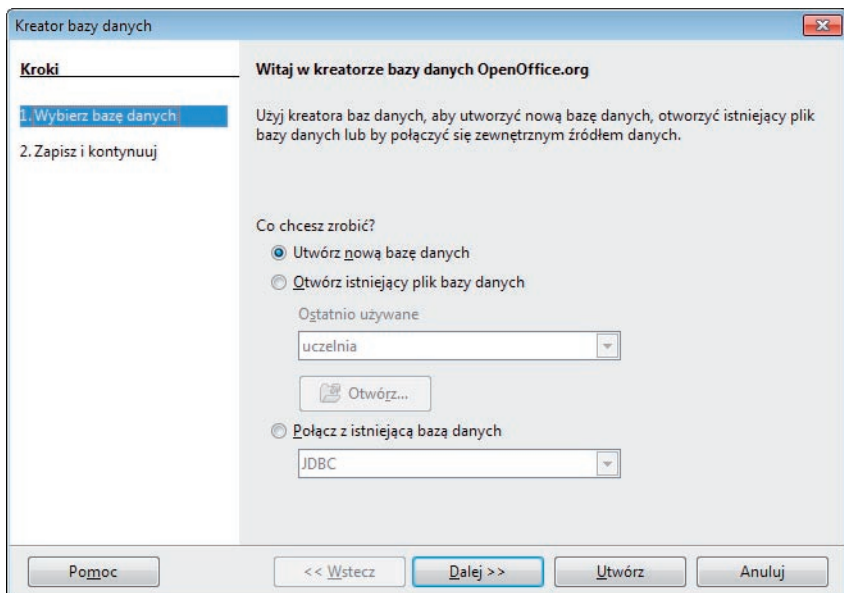 Kreator bazy danych
Kroki
1. Wybierz bazę danych
2. Zapisz i kontynuuj
Witaj w kreatorze bazy danych OpenOffice.org
Użyj kreatora baz danych, aby utworzyć nową bazę danych, otworzyć istniejący plik
bazy danych lub by połączyć się zewnętrznym źródłem danych.
Co chcesz zrobić?
Utwórz nową bazę danych
Otwórz istniejący plik bazy danych
Ostatnio używane
uczelnia
Otwórz...
Połącz z istniejącą bazą danych
JDBC
Pomoc
<< Wstecz
Dalej >>
Utwórz
Anuluj